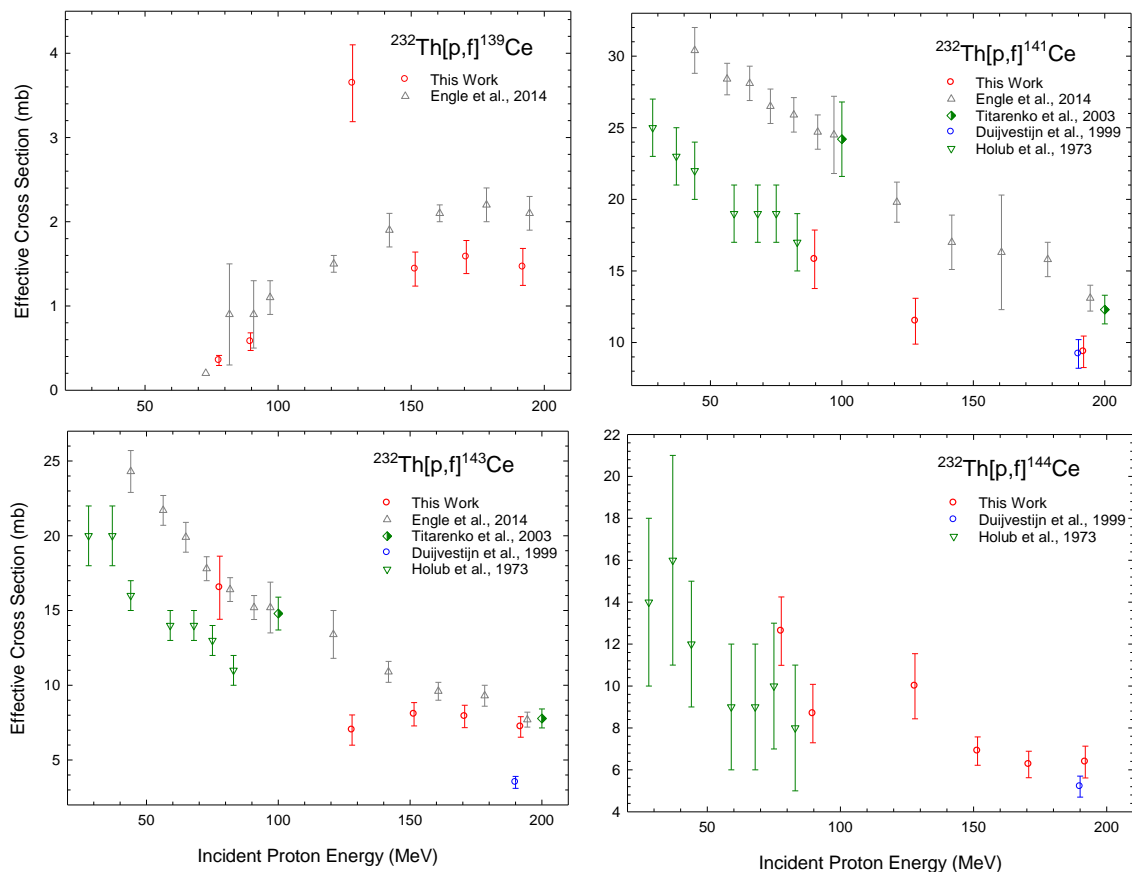 232Th[p,f]139Ce
This Work
Engle et al., 2014
Effective Cross Section (mb)
4
3
2
1
0
50
100
150
200
232Th[p,f]141Ce
This Work
Engle et al., 2014
Titarenko et al., 2003
Duijvestijn et al., 1999
Holub et al., 1973
30
25
20
15
10
50
100
150
200
232Th[p,f]143Ce
This Work
Engle et al., 2014
Titarenko et al., 2003
Duijvestijn et al., 1999
Holub et al., 1973
Effective Cross Section (mb)
25
20
15
10
5
0
50
100
150
200
Incident Proton Energy (MeV)
232Th[p,f]144Ce
This Work
Duijvestijn et al., 1999
Holub et al., 1973
22
20
18
16
14
12
10
8
6
4
50
100
150
200
Incident Proton Energy (MeV)